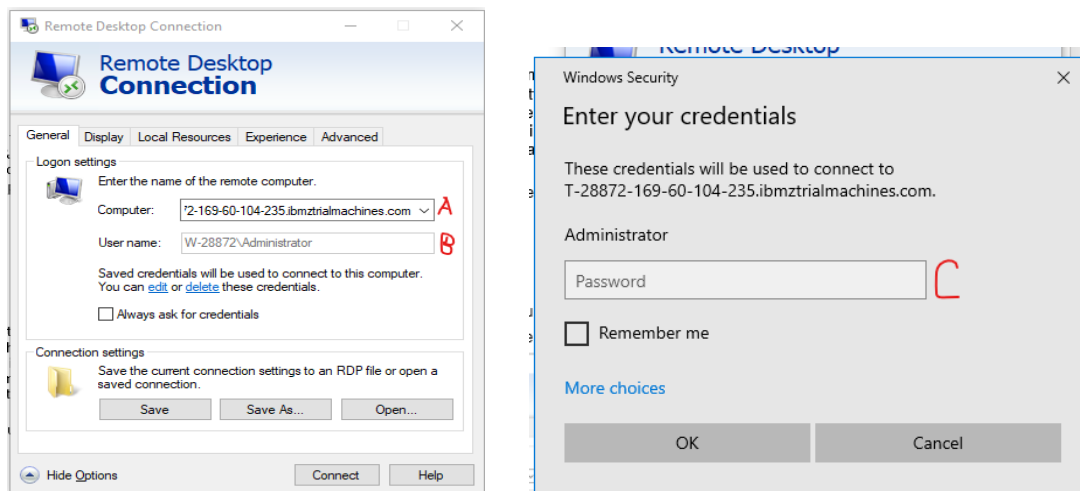 Remote Desktop Connection
Remote Desktop
Connection
General Display Local Resources Experience Advanced
Logon settings
Enter the name of the remote computer.
Computer: '2-169-60-104-235.ibmztrialmachines.com A
User name: W-28872\Administrator B
Saved credentials will be used to connect to this computer.
You can edit or delete these credentials.
Always ask for credentials
Connection settings
Save the current connection settings to an RDP file or open a
saved connection.
Save Save As... Open...
Hide Options Connect Help
Remote Desktop
Windows Security
Enter your credentials
These credentials will be used to connect to
T-28872-169-60-104-235.ibmztrialmachines.com.
Administrator
Password C
Remember me
More choices
OK Cancel